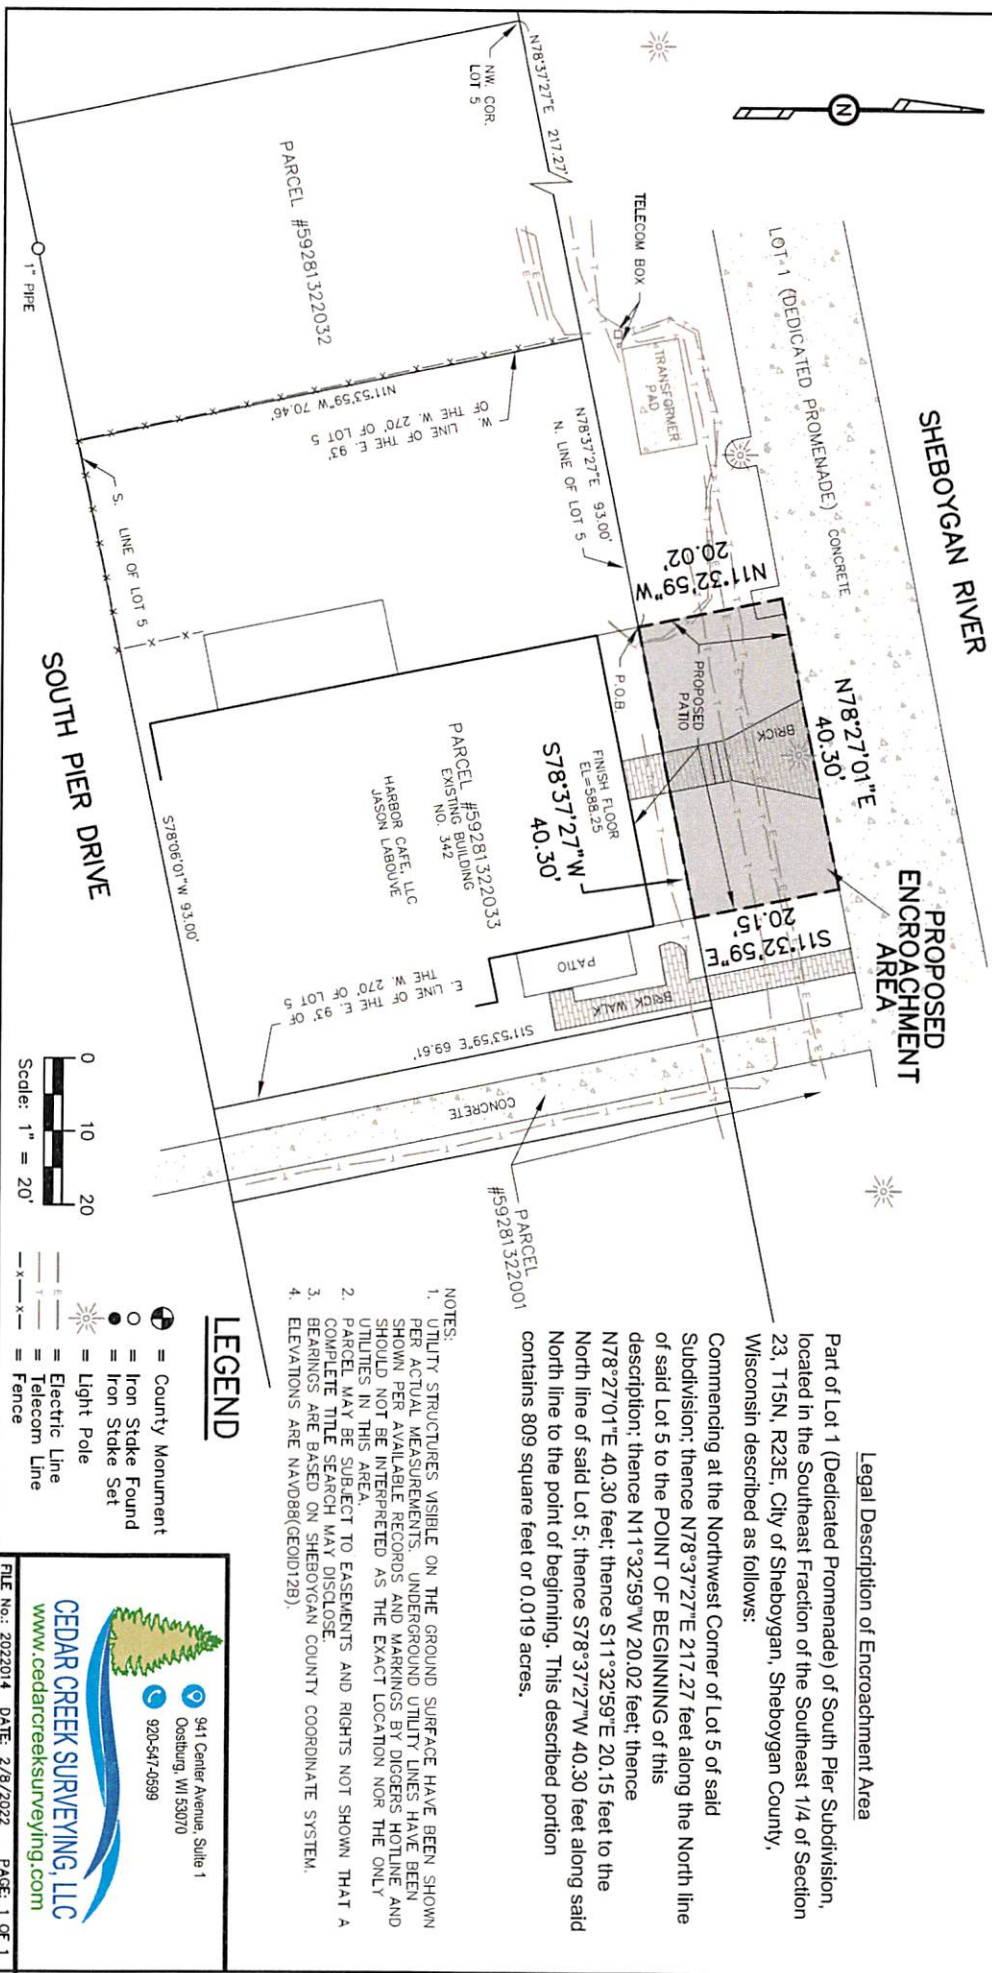 SHEBOYGAN RIVER
PROPOSED
ENCROACHMENT
AREA
N
LOT 1 (DEDICATED PROMENADE)
CONCRETE
N78°27'01"E
40.30'
N11°32'59"W
20.02'
S11°32'59"E
20.15'
S78°37'27"W
40.30'
BRICK
PROPOSED
PATIO
TELECOM BOX
TRANSFORMER
PAD
N78°37'27"E 217.27'
NW. COR.
LOT 5
N78°37'27"E 93.00'
N. LINE OF LOT 5
P.O.B.
FINISH FLOOR
EL=588.25
PARCEL #59281322032
N11°53'59"W 70.46'
W. LINE OF THE E. 93'
OF THE W. 270' OF LOT 5
PARCEL #59281322033
EXISTING BUILDING
NO. 342
HARBOR CAFE, LLC
JASON LABOUVE
PATIO
BRICK WALK
E. LINE OF THE E. 93' OF
THE W. 270' OF LOT 5
S11°53'59"E 69.61'
CONCRETE
PARCEL
#59281322001
1" PIPE
S. LINE OF LOT 5
S78°06'01"W 93.00'
SOUTH PIER DRIVE
0 10 20
Scale: 1" = 20'
Legal Description of Encroachment Area
Part of Lot 1 (Dedicated Promenade) of South Pier Subdivision,
located in the Southeast Fraction of the Southeast 1/4 of Section
23, T15N, R23E, City of Sheboygan, Sheboygan County,
Wisconsin described as follows:
Commencing at the Northwest Corner of Lot 5 of said
Subdivision; thence N78°37'27"E 217.27 feet along the North line
of said Lot 5 to the POINT OF BEGINNING of this
description; thence N11°32'59"W 20.02 feet; thence
N78°27'01"E 40.30 feet; thence S11°32'59"E 20.15 feet to the
North line of said Lot 5; thence S78°37'27"W 40.30 feet along said
North line to the point of beginning. This described portion
contains 809 square feet or 0.019 acres.
NOTES:
1. UTILITY STRUCTURES VISIBLE ON THE GROUND SURFACE HAVE BEEN SHOWN
PER ACTUAL MEASUREMENTS. UNDERGROUND UTILITY LINES HAVE BEEN
SHOWN PER AVAILABLE RECORDS AND MARKINGS BY DIGGERS HOTLINE AND
SHOULD NOT BE INTERPRETED AS THE EXACT LOCATION NOR THE ONLY
UTILITIES IN THIS AREA.
2. PARCEL MAY BE SUBJECT TO EASEMENTS AND RIGHTS NOT SHOWN THAT A
COMPLETE TITLE SEARCH MAY DISCLOSE.
3. BEARINGS ARE BASED ON SHEBOYGAN COUNTY COORDINATE SYSTEM.
4. ELEVATIONS ARE NAVD88(GEOID12B).
LEGEND
= County Monument
= Iron Stake Found
= Iron Stake Set
= Light Pole
E = Electric Line
T = Telecom Line
x x = Fence
941 Center Avenue, Suite 1
Oostburg, WI 53070
920-547-0599
CEDAR CREEK SURVEYING, LLC
www.cedarcreeksurveying.com
FILE No.: 2022014 DATE: 2/8/2022 PAGE: 1 OF 1